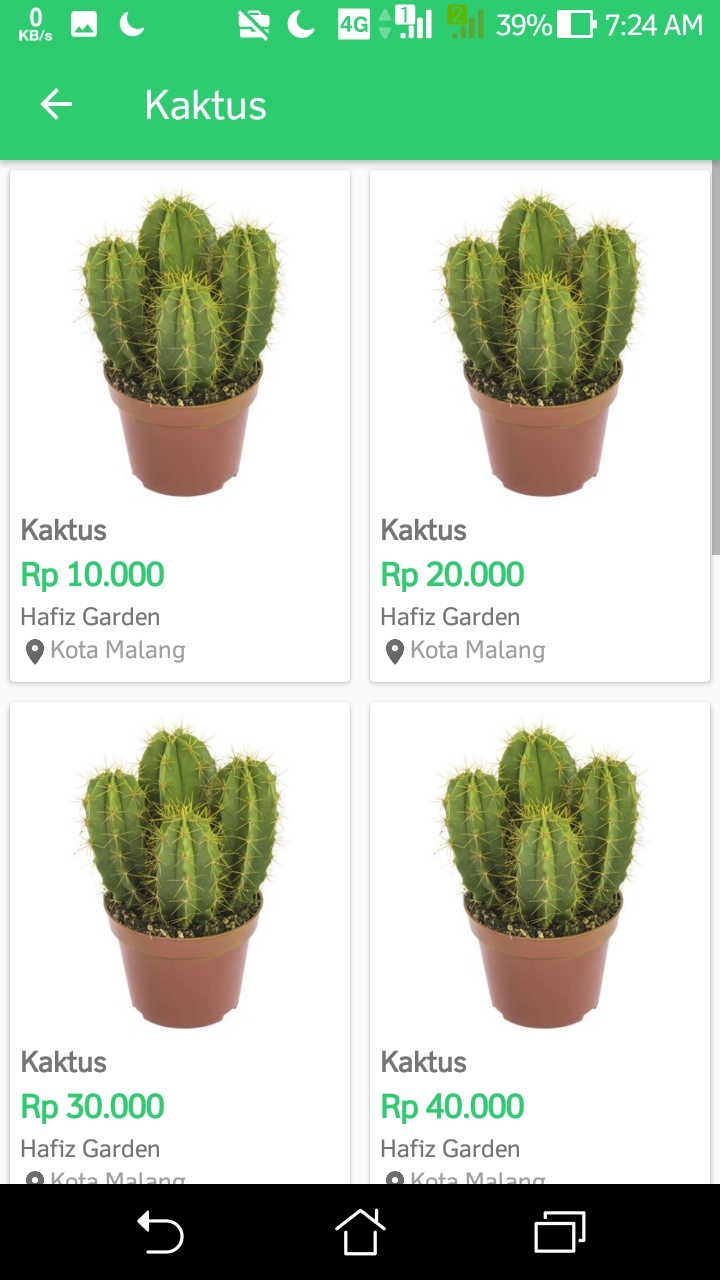 0
KB/s
4G
1
2
39%
7:24 AM
Kaktus
Kaktus
Rp 10.000
Hafiz Garden
Kota Malang
Kaktus
Rp 20.000
Hafiz Garden
Kota Malang
Kaktus
Rp 30.000
Hafiz Garden
Kota Malang
Kaktus
Rp 40.000
Hafiz Garden
Kota Malang